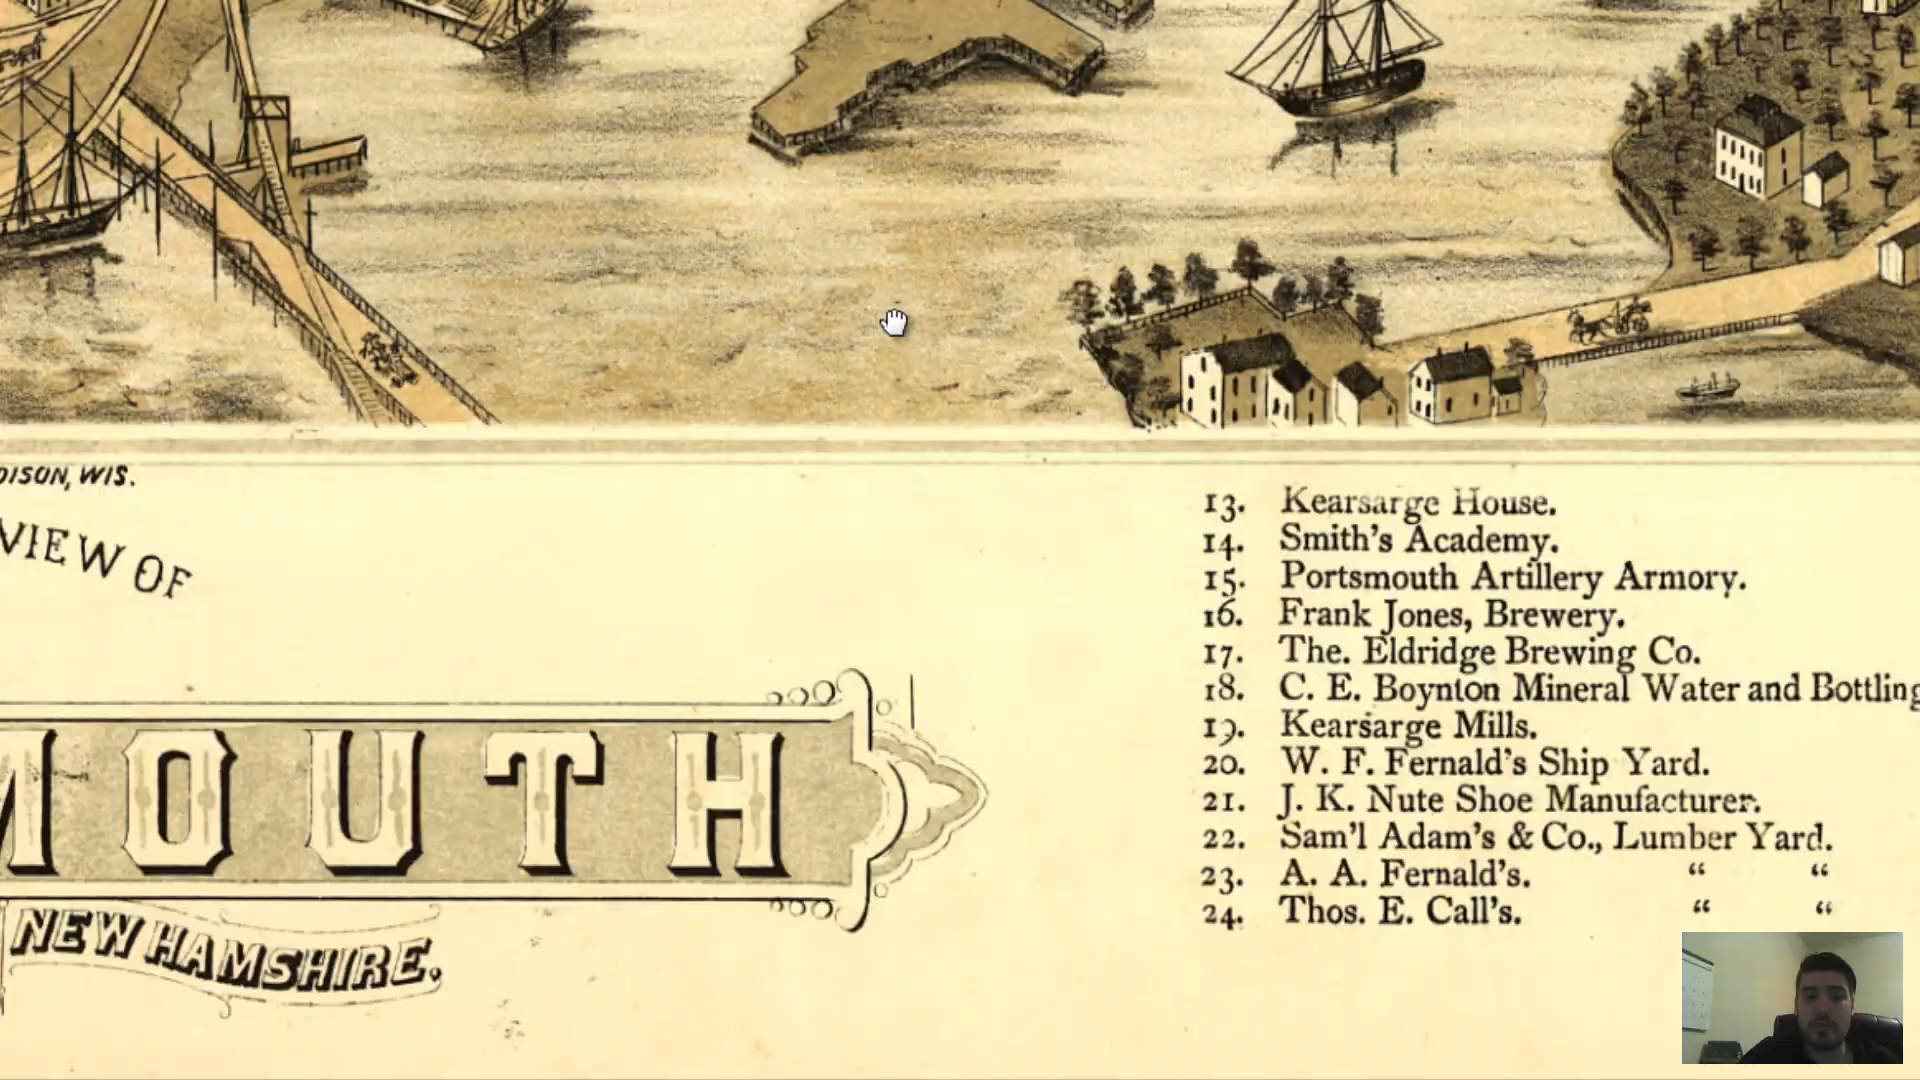 DISON, WIS.
VIEW OF
MOUTH
NEW HAMSHIRE.
13. Kearsarge House.
14. Smith's Academy.
15. Portsmouth Artillery Armory.
16. Frank Jones, Brewery.
17. The. Eldridge Brewing Co.
18. C. E. Boynton Mineral Water and Bottling
19. Kearsarge Mills.
20. W. F. Fernald's Ship Yard.
21. J. K. Nute Shoe Manufacturer.
22. Sam'l Adam's & Co., Lumber Yard.
23. A. A. Fernald's. “ “
24. Thos. E. Call's. “ “